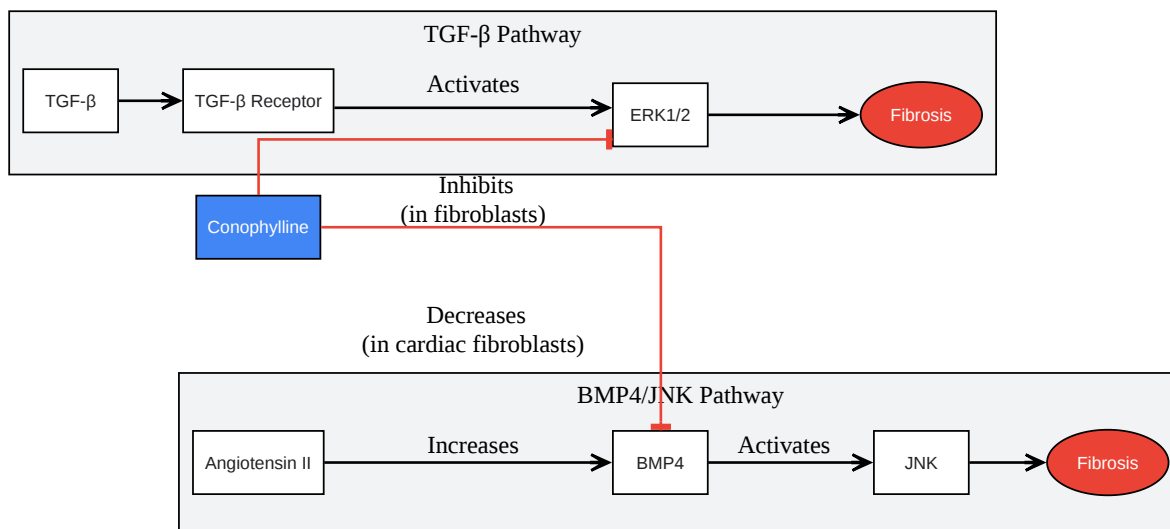 TGF-β Pathway
TGF-β
TGF-β Receptor
Activates
ERK1/2
Fibrosis
Inhibits
(in fibroblasts)
Conophylline
Decreases
(in cardiac fibroblasts)
BMP4/JNK Pathway
Angiotensin II
Increases
BMP4
Activates
JNK
Fibrosis